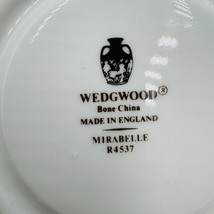 WEDGWOOD®
Bone China
MADE IN ENGLAND
MIRABELLE
R4537